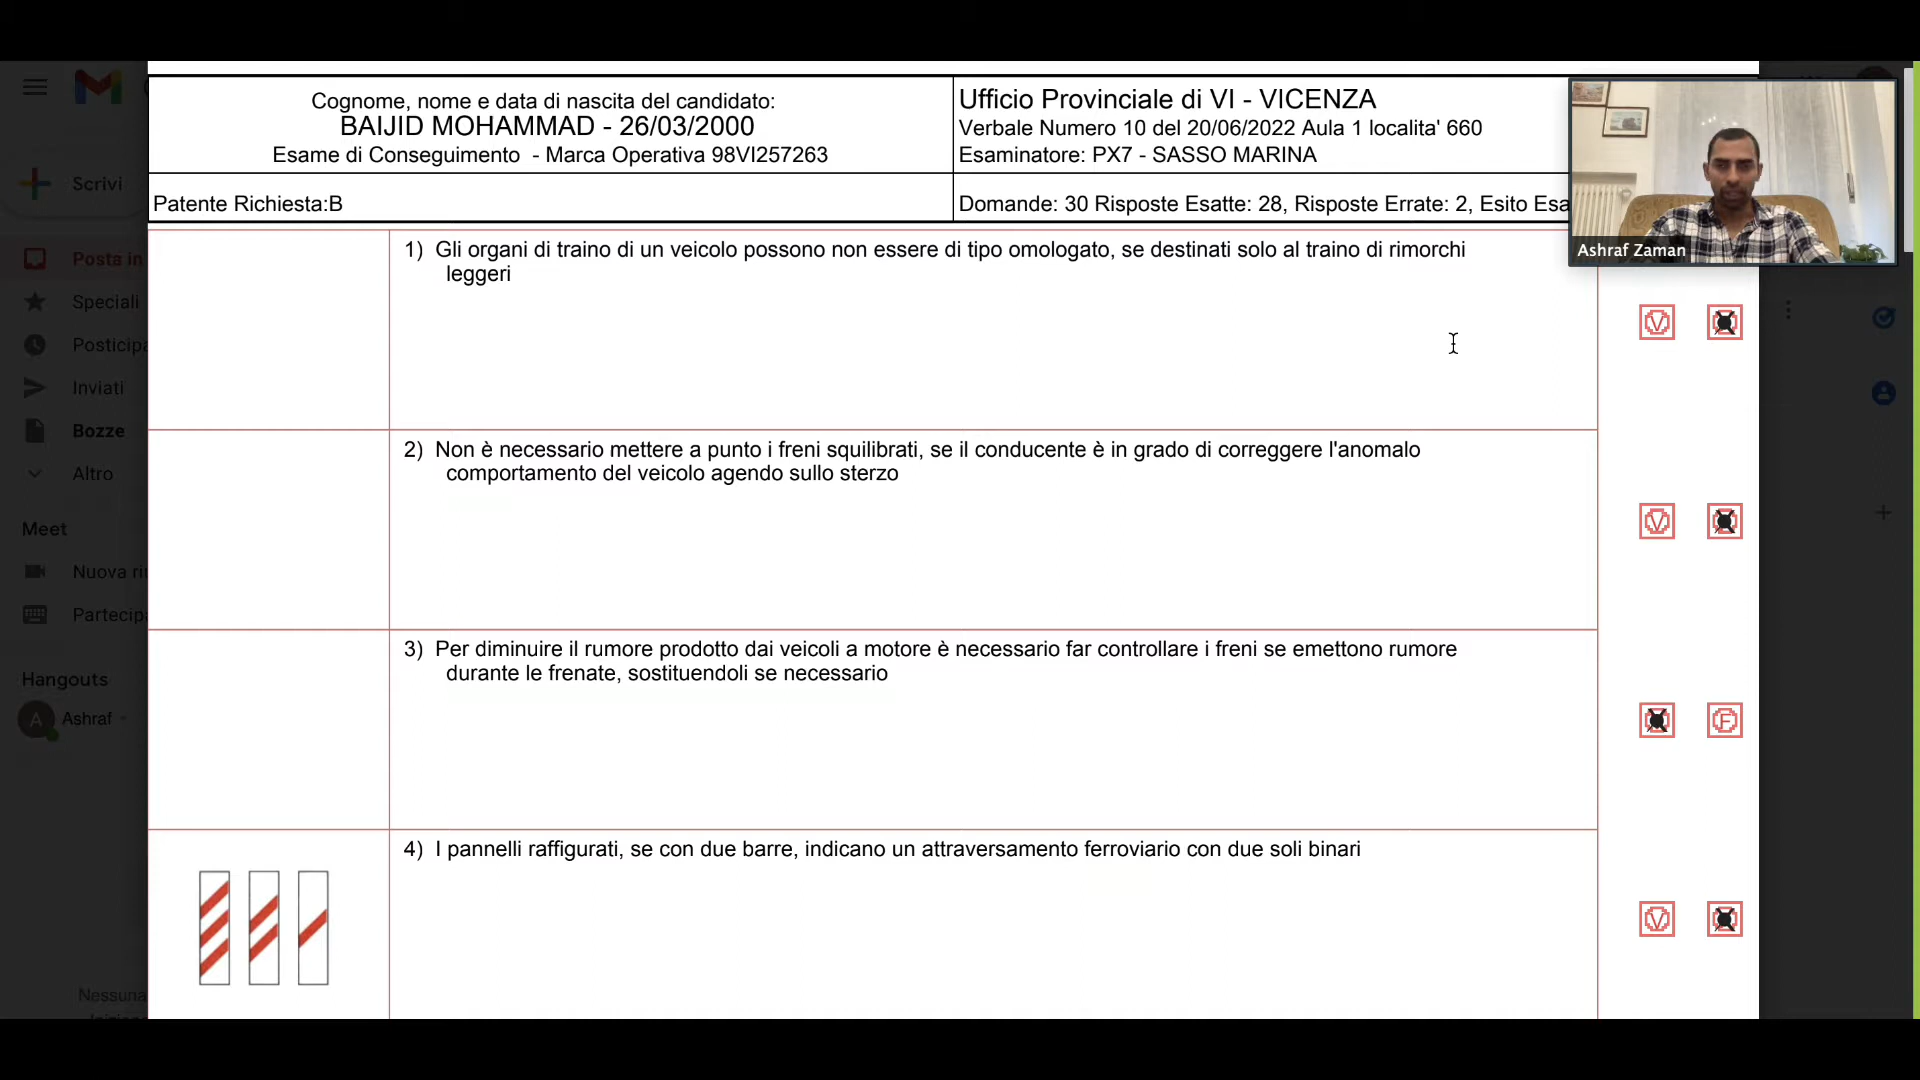 Cognome, nome e data di nascita del candidato:
BAIJID MOHAMMAD - 26/03/2000
Esame di Conseguimento - Marca Operativa 98VI257263
Ufficio Provinciale di VI - VICENZA
Verbale Numero 10 del 20/06/2022 Aula 1 localita' 660
Esaminatore: PX7 - SASSO MARINA
Patente Richiesta:B
Domande: 30 Risposte Esatte: 28, Risposte Errate: 2, Esito Esa
Ashraf Zaman
1) Gli organi di traino di un veicolo possono non essere di tipo omologato, se destinati solo al traino di rimorchi
leggeri
V
2) Non è necessario mettere a punto i freni squilibrati, se il conducente è in grado di correggere l'anomalo
comportamento del veicolo agendo sullo sterzo
V
3) Per diminuire il rumore prodotto dai veicoli a motore è necessario far controllare i freni se emettono rumore
durante le frenate, sostituendoli se necessario
F
4) I pannelli raffigurati, se con due barre, indicano un attraversamento ferroviario con due soli binari
V
Scrivi
Posta in
Speciali
Posticipa
Inviati
Bozze
Altro
Meet
Nuova ri
Partecip
Hangouts
A Ashraf
Nessuna